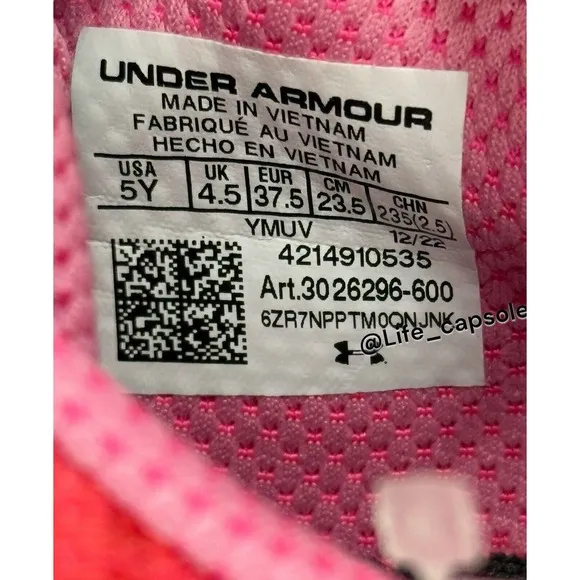 UNDER ARMOUR
MADE IN VIETNAM
FABRIQUÉ AU VIETNAM
HECHO EN VIETNAM
USA UK EUR CM CHN
5Y 4.5 37.5 23.5 235(2.5)
YMUV 12/22
4214910535
Art.3026296-600
6ZR7NPPTM0QNJNK
@Life_capsole